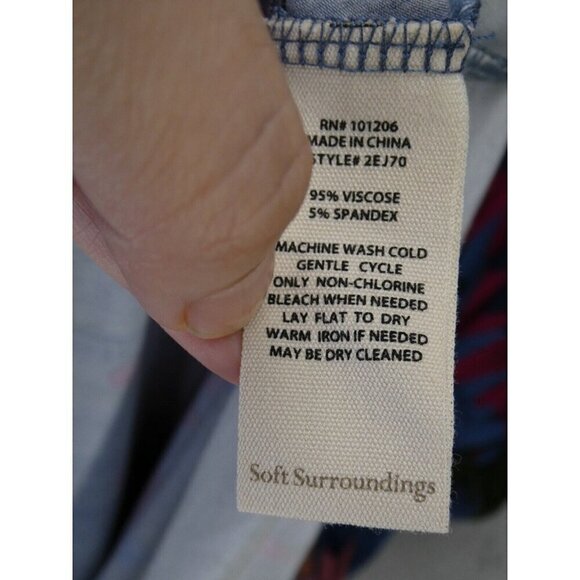 RN# 101206
MADE IN CHINA
STYLE# 2EJ70
95% VISCOSE
5% SPANDEX
MACHINE WASH COLD
GENTLE CYCLE
ONLY NON-CHLORINE
BLEACH WHEN NEEDED
LAY FLAT TO DRY
WARM IRON IF NEEDED
MAY BE DRY CLEANED
Soft Surroundings